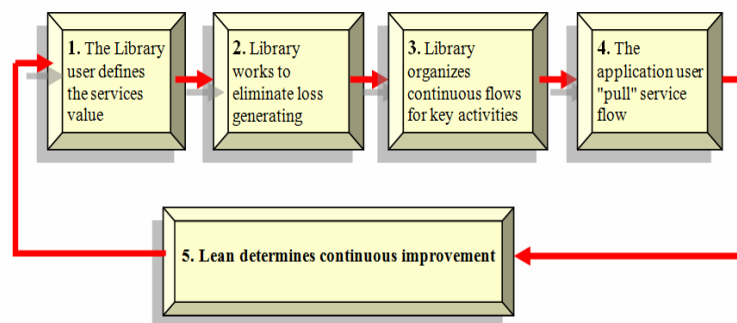 1. The Library
user defines
the services
value
2. Library
works to
eliminate loss
generating
3. Library
organizes
continuous flows
for key activities
4. The
application user
"pull" service
flow
5. Lean determines continuous improvement